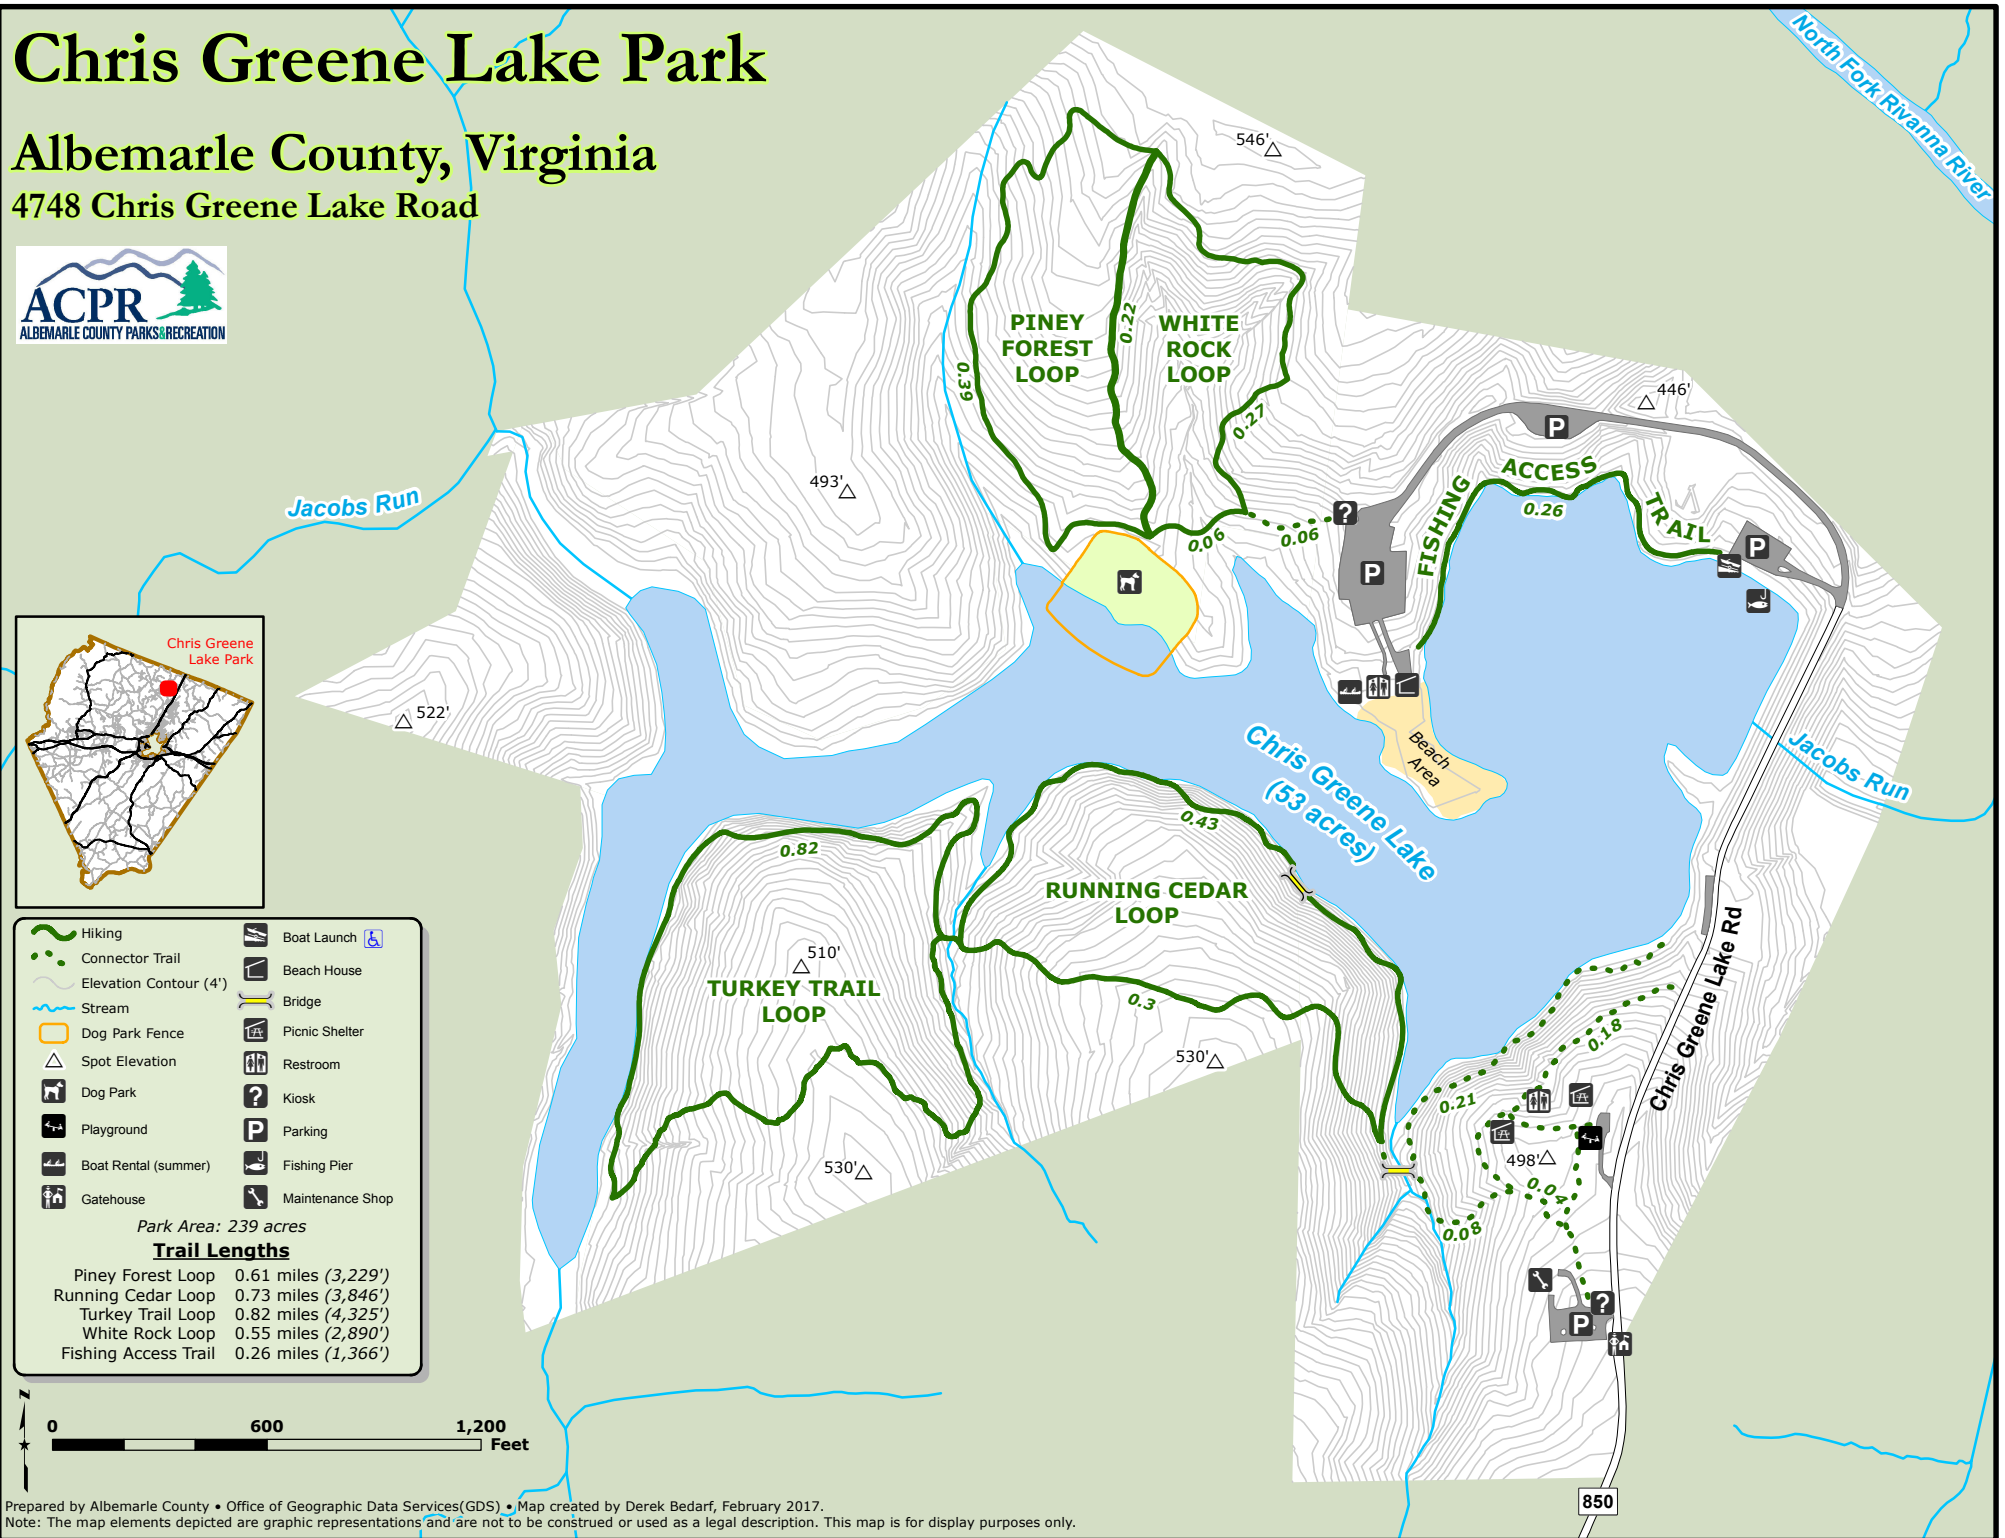 Chris Greene Lake Park
Albemarle County, Virginia
4748 Chris Greene Lake Road
ACPR
ALBEMARLE COUNTY PARKS&RECREATION
North Fork Rivanna River
546'
PINEY
FOREST
LOOP
0.22
WHITE
ROCK
LOOP
0.39
0.27
446'
P
493'
FISHING ACCESS TRAIL
0.26
Jacobs Run
0.06
0.06
?
P
P
522'
Beach
Area
Chris Greene Lake
(53 acres)
Jacobs Run
0.82
0.43
RUNNING CEDAR
LOOP
510'
TURKEY TRAIL
LOOP
0.3
530'
530'
Chris Greene Lake Rd
0.18
0.21
498'
0.04
0.08
?
P
850
Chris Greene
Lake Park
Hiking
Connector Trail
Elevation Contour (4')
Stream
Dog Park Fence
Spot Elevation
Dog Park
Playground
Boat Rental (summer)
Gatehouse
Boat Launch
Beach House
Bridge
Picnic Shelter
Restroom
? Kiosk
P Parking
Fishing Pier
Maintenance Shop
Park Area: 239 acres
Trail Lengths
Piney Forest Loop 0.61 miles (3,229')
Running Cedar Loop 0.73 miles (3,846')
Turkey Trail Loop 0.82 miles (4,325')
White Rock Loop 0.55 miles (2,890')
Fishing Access Trail 0.26 miles (1,366')
N
0 600 1,200
Feet
Prepared by Albemarle County • Office of Geographic Data Services(GDS) • Map created by Derek Bedarf, February 2017.
Note: The map elements depicted are graphic representations and are not to be construed or used as a legal description. This map is for display purposes only.